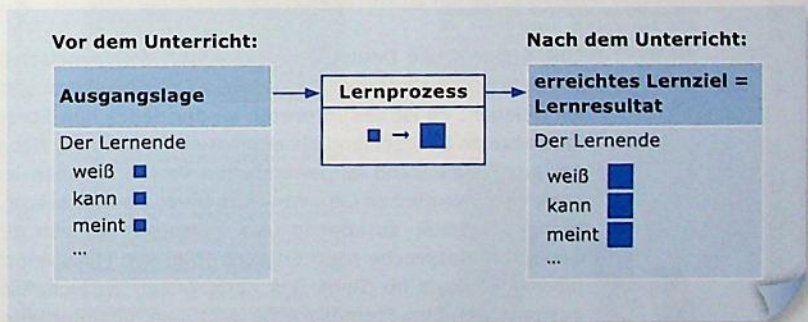 Vor dem Unterricht:
Ausgangslage
Der Lernende
weiß
kann
meint
...
Lernprozess
Nach dem Unterricht:
erreichtes Lernziel =
Lernresultat
Der Lernende
weiß
kann
meint
...